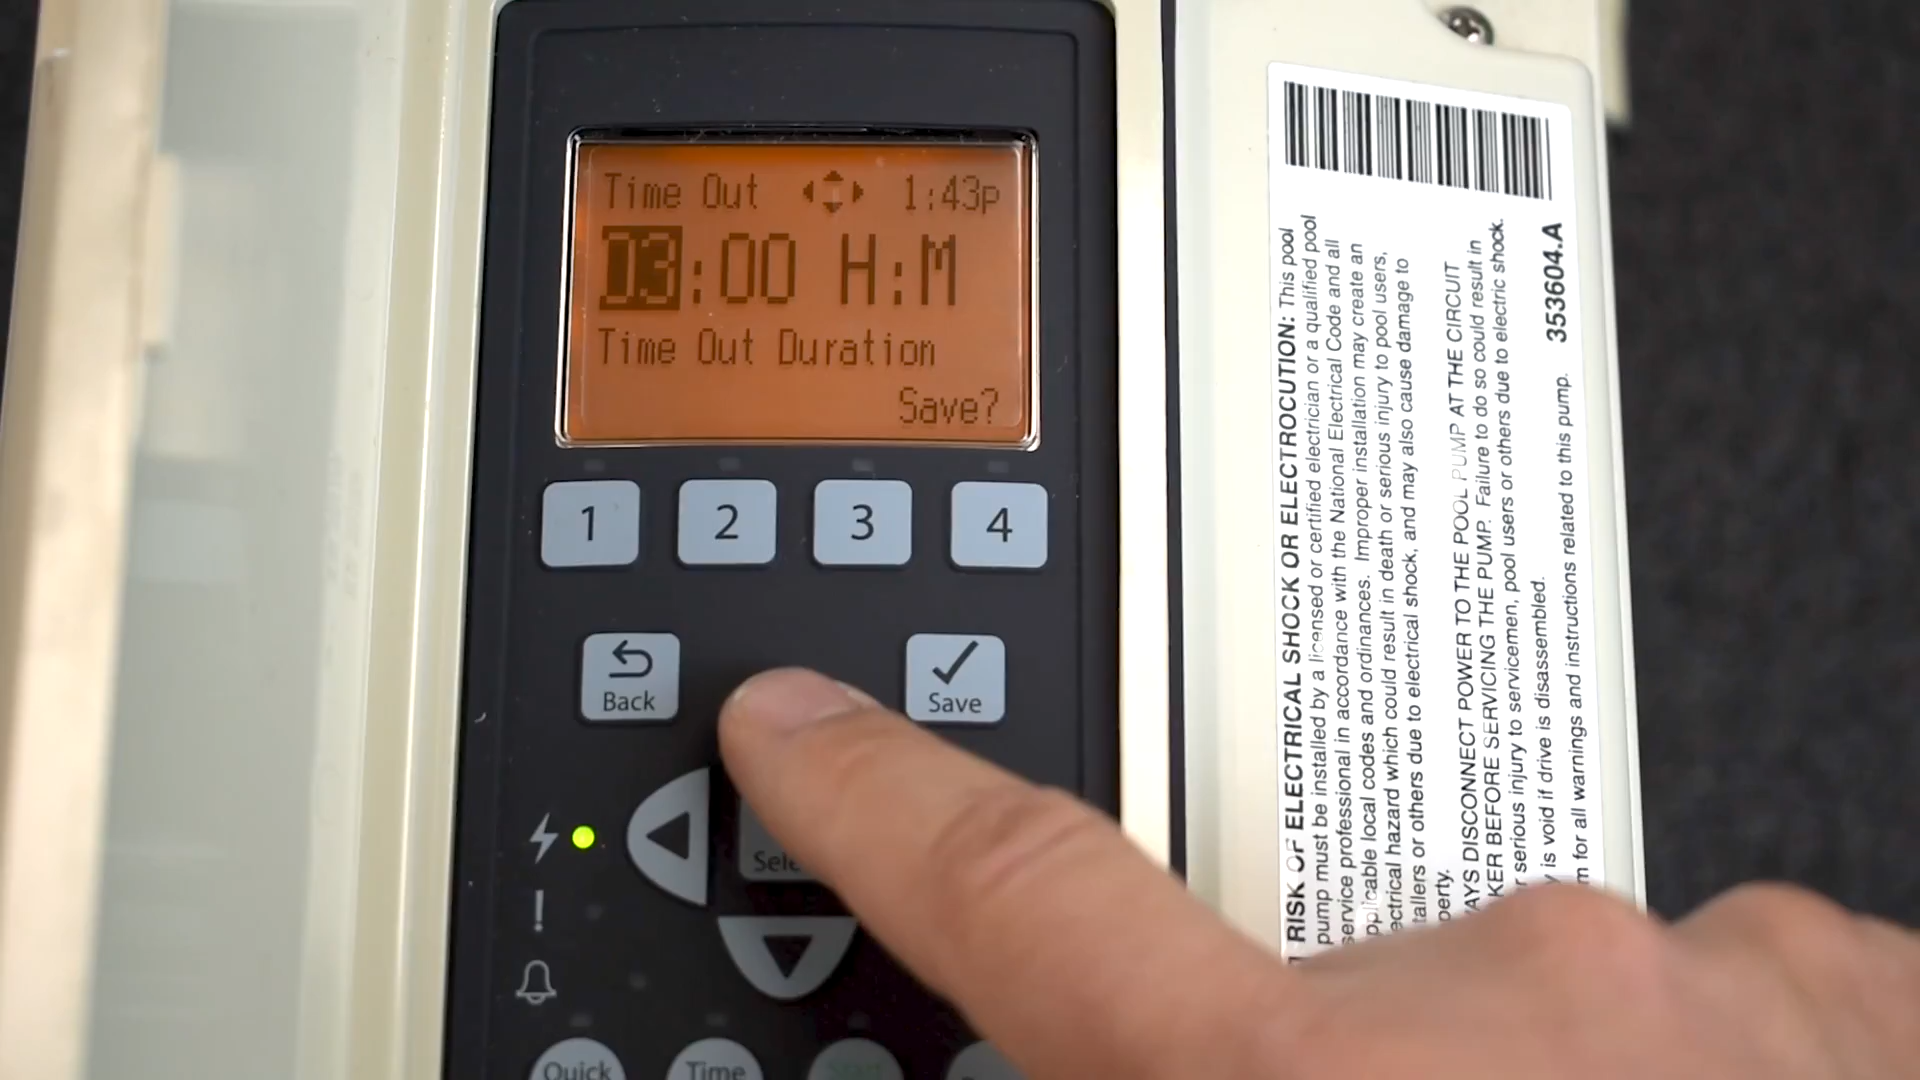 Time Out 1:43p
03:00 H:M
Time Out Duration
Save?
1 2 3 4
Back
Save
Quick
Time
353604.A
RISK OF ELECTRICAL SHOCK OR ELECTROCUTION: This pool
pump must be installed by a licensed or certified electrician or a qualified pool
service professional in accordance with the National Electrical Code and all
applicable local codes and ordinances. Improper installation may create an
electrical hazard which could result in death or serious injury to pool users,
installers or others due to electrical shock, and may also cause damage to
DISCONNECT POWER TO THE POOL PUMP AT THE CIRCUIT
BEFORE SERVICING THE PUMP. Failure to do so could result in
serious injury to servicemen, pool users or others due to electric shock.
is void if drive is disassembled.
for all warnings and instructions related to this pump.